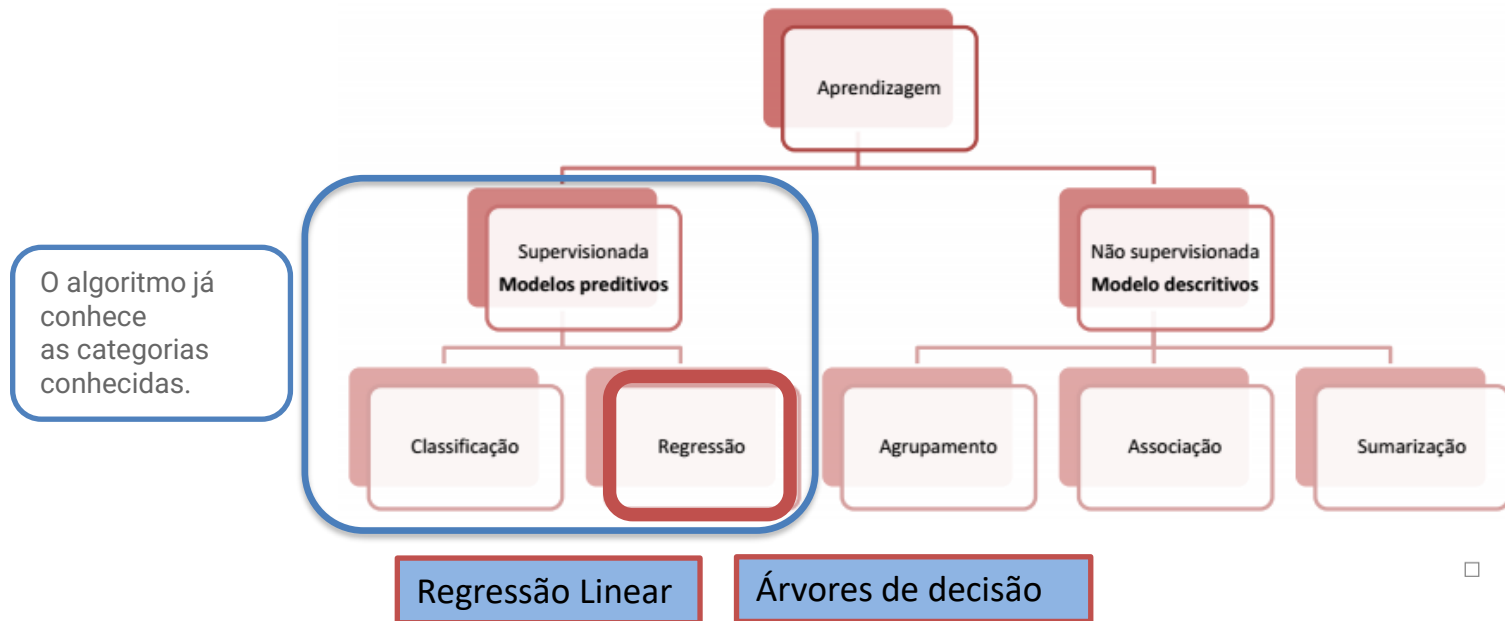 Aprendizagem
Supervisionada
Modelos preditivos
Não supervisionada
Modelo descritivos
O algoritmo já
conhece
as categorias
conhecidas.
Classificação
Regressão
Agrupamento
Associação
Sumarização
Regressão Linear
Árvores de decisão